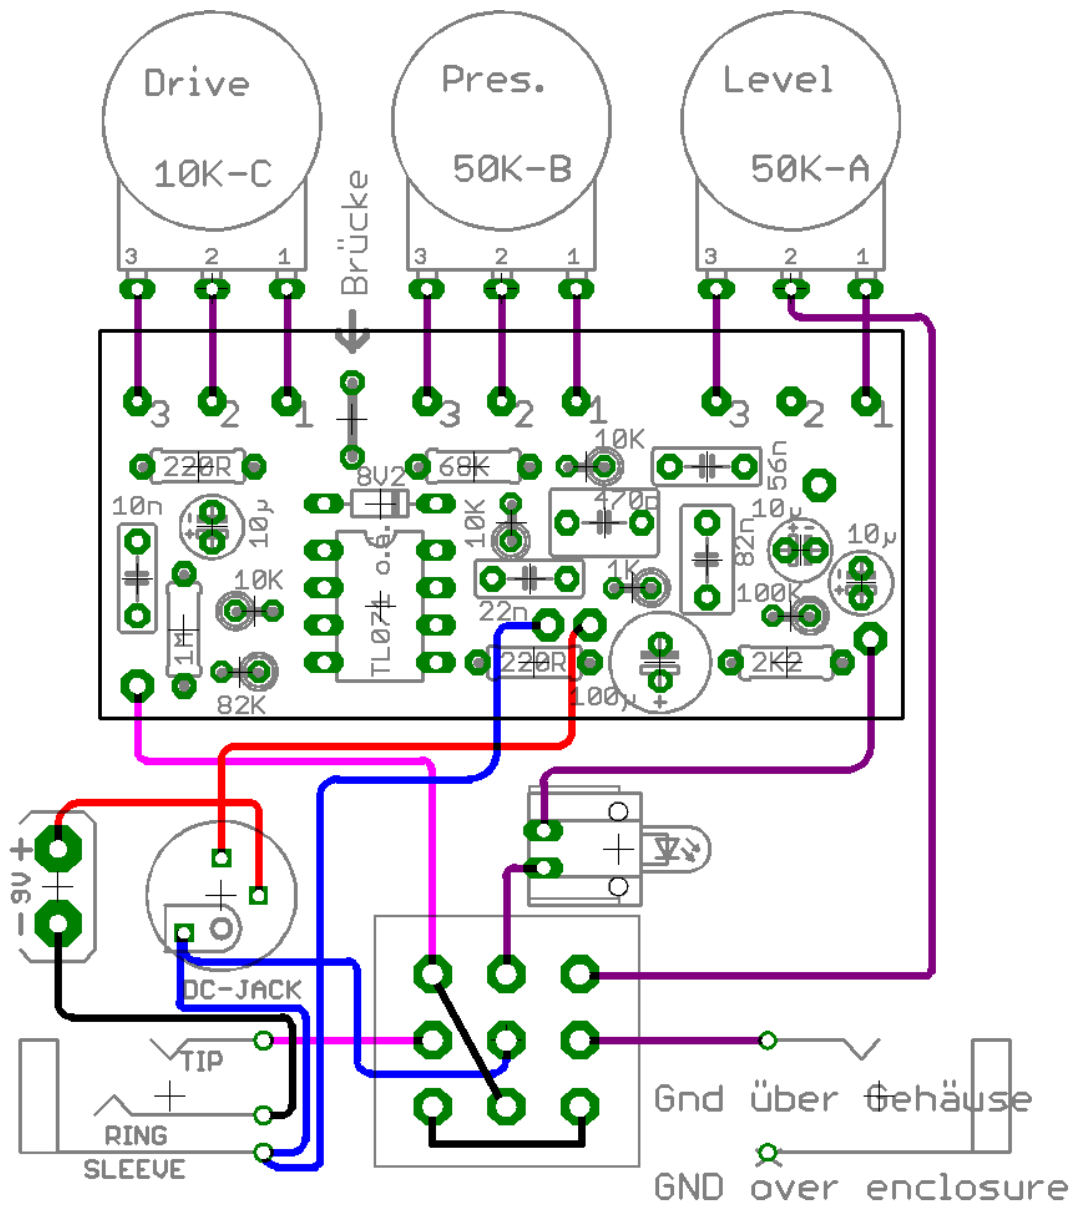 Drive
Pres.
Level
10K-C
50K-B
50K-A
Brücke
3 2 1
3 2 1
3 2 1
3 2 1
3 2 1
3 2 1
10K
220R
68K
56n
8V2
470p
10n
10µ
10K
10µ
82n
10µ
TL071 o.ä.
10K
1K
100K
22n
1M
220R
2K2
82K
100µ
+
9V
-
DC-JACK
TIP
RING
SLEEVE
Gnd über Gehäuse
GND over enclosure